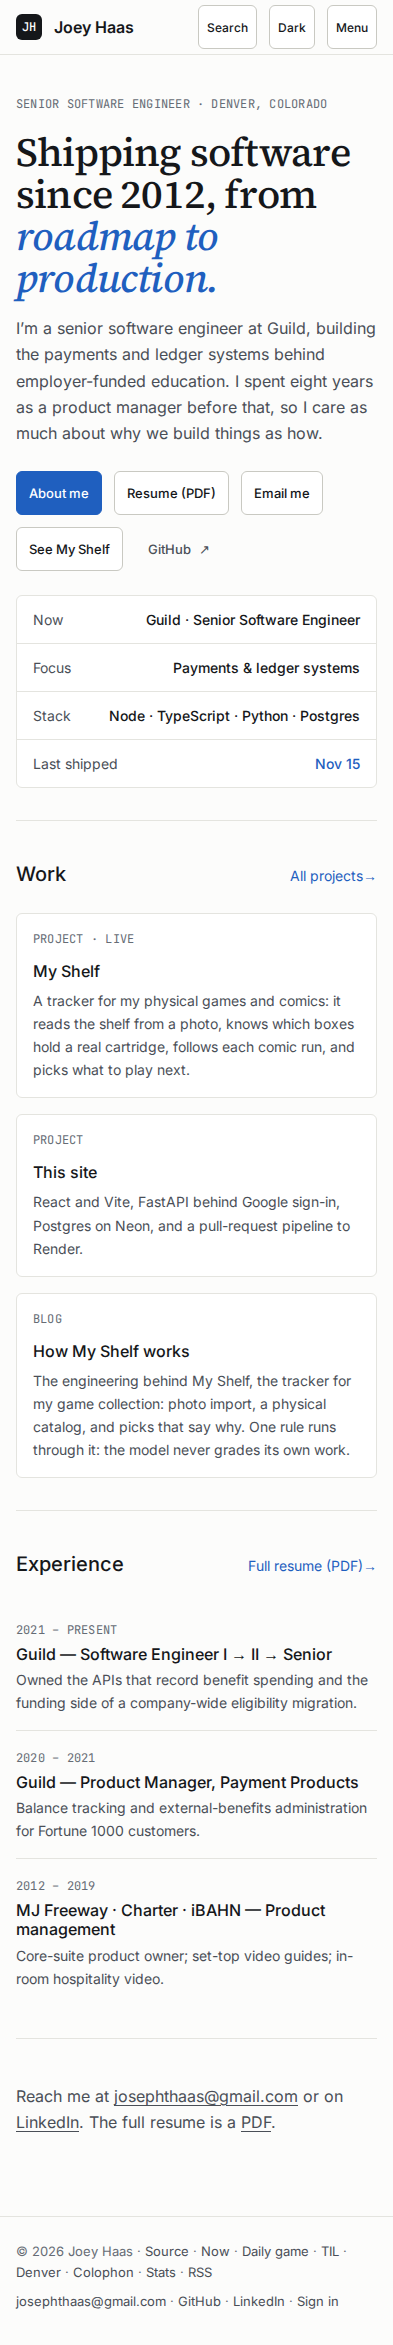 JH Joey Haas Search Dark Menu
SENIOR SOFTWARE ENGINEER · DENVER, COLORADO
Shipping software
since 2012, from
roadmap to
production.
I’m a senior software engineer at Guild, building
the payments and ledger systems behind
employer-funded education. I spent eight years
as a product manager before that, so I care as
much about why we build things as how.
About me Resume (PDF) Email me
See My Shelf GitHub ↗
Now Guild · Senior Software Engineer
Focus Payments & ledger systems
Stack Node · TypeScript · Python · Postgres
Last shipped Nov 15
Work All projects→
PROJECT · LIVE
My Shelf
A tracker for my physical games and comics: it
reads the shelf from a photo, knows which boxes
hold a real cartridge, follows each comic run, and
picks what to play next.
PROJECT
This site
React and Vite, FastAPI behind Google sign-in,
Postgres on Neon, and a pull-request pipeline to
Render.
BLOG
How My Shelf works
The engineering behind My Shelf, the tracker for
my game collection: photo import, a physical
catalog, and picks that say why. One rule runs
through it: the model never grades its own work.
Experience Full resume (PDF)→
2021 – PRESENT
Guild — Software Engineer I → II → Senior
Owned the APIs that record benefit spending and the
funding side of a company-wide eligibility migration.
2020 – 2021
Guild — Product Manager, Payment Products
Balance tracking and external-benefits administration
for Fortune 1000 customers.
2012 – 2019
MJ Freeway · Charter · iBAHN — Product
management
Core-suite product owner; set-top video guides; in-
room hospitality video.
Reach me at josephthaas@gmail.com or on
LinkedIn. The full resume is a PDF.
© 2026 Joey Haas · Source · Now · Daily game · TIL ·
Denver · Colophon · Stats · RSS
josephthaas@gmail.com · GitHub · LinkedIn · Sign in